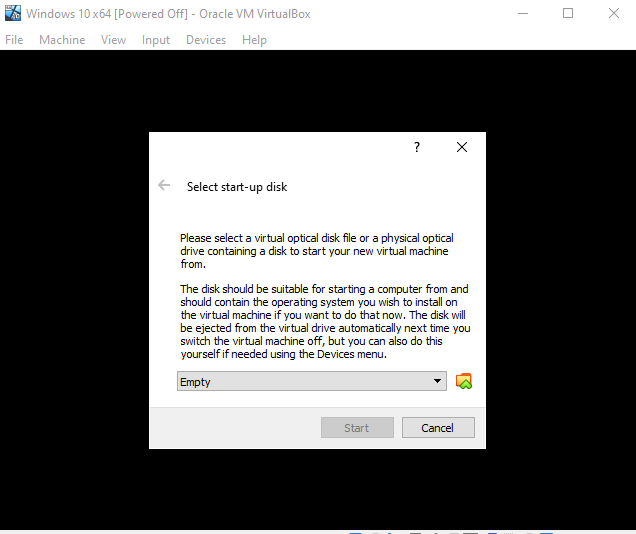 Windows 10 x64 [Powered Off] - Oracle VM VirtualBox
File Machine View Input Devices Help
?
Select start-up disk
Please select a virtual optical disk file or a physical optical
drive containing a disk to start your new virtual machine
from.
The disk should be suitable for starting a computer from and
should contain the operating system you wish to install on
the virtual machine if you want to do that now. The disk will
be ejected from the virtual drive automatically next time you
switch the virtual machine off, but you can also do this
yourself if needed using the Devices menu.
Empty
Start Cancel